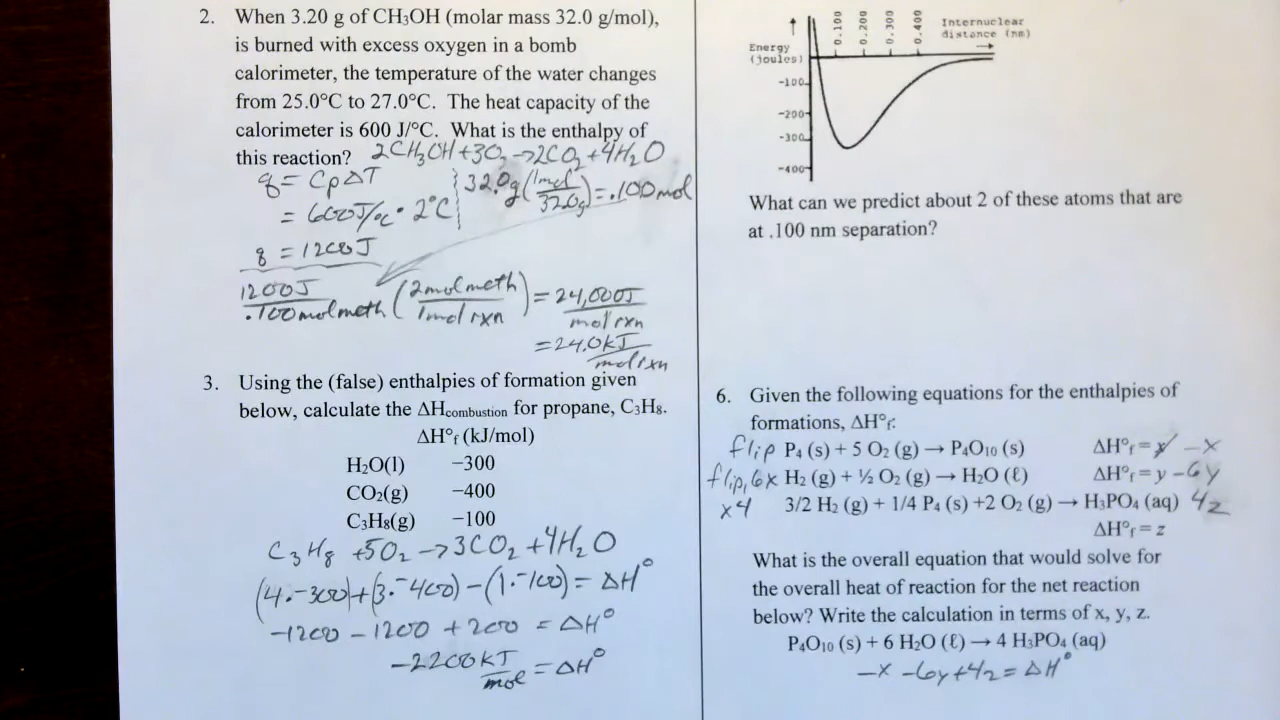 2. When 3.20 g of CH₃OH (molar mass 32.0 g/mol),
is burned with excess oxygen in a bomb
calorimeter, the temperature of the water changes
from 25.0°C to 27.0°C. The heat capacity of the
calorimeter is 600 J/°C. What is the enthalpy of
this reaction? 2CH₃OH + 3O₂ → 2CO₂ + 4H₂O
q = CpΔT
= 600J/°C · 2°C
q = 1200J
32.0g (1mol/32.0g) = .100 mol
1200J/.100 mol meth (2 mol meth/1 mol rxn) = 24,000J/mol rxn
= 24.0kJ/mol rxn
3. Using the (false) enthalpies of formation given
below, calculate the ΔHcombustion for propane, C₃H₈.
ΔH°f (kJ/mol)
H₂O(l) −300
CO₂(g) −400
C₃H₈(g) −100
C₃H₈ + 5O₂ → 3CO₂ + 4H₂O
(4·−300)+(3·−400)−(1·−100) = ΔH°
−1200 − 1200 + 200 = ΔH°
−2200 kJ/mol = ΔH°
Energy
(joules)
0.100
0.200
0.300
0.400
Internuclear
distance (nm)
-100
-200
-300
-400
What can we predict about 2 of these atoms that are
at .100 nm separation?
6. Given the following equations for the enthalpies of
formations, ΔH°f:
flip P₄ (s) + 5 O₂ (g) → P₄O₁₀ (s) ΔH°f = x −x
flip, 6x H₂ (g) + ½ O₂ (g) → H₂O (ℓ) ΔH°f = y −6y
x4 3/2 H₂ (g) + 1/4 P₄ (s) +2 O₂ (g) → H₃PO₄ (aq) 4z
ΔH°f = z
What is the overall equation that would solve for
the overall heat of reaction for the net reaction
below? Write the calculation in terms of x, y, z.
P₄O₁₀ (s) + 6 H₂O (ℓ) → 4 H₃PO₄ (aq)
−x −6y + 4z = ΔH°